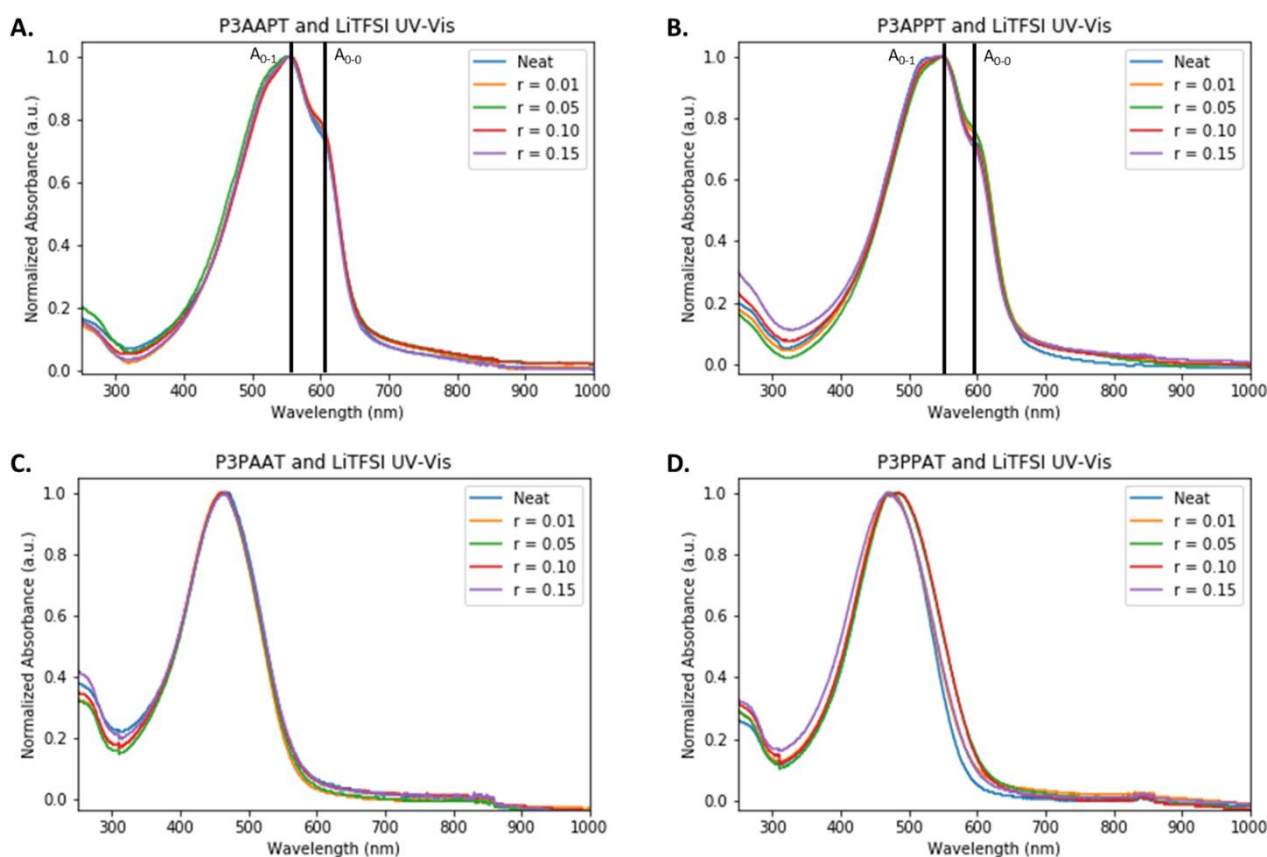 A.
P3AAPT and LiTFSI UV-Vis
Normalized Absorbance (a.u.)
1.0
0.8
0.6
0.4
0.2
0.0
A0-1
A0-0
Neat
r = 0.01
r = 0.05
r = 0.10
r = 0.15
300 400 500 600 700 800 900 1000
Wavelength (nm)
B.
P3APPT and LiTFSI UV-Vis
Normalized Absorbance (a.u.)
1.0
0.8
0.6
0.4
0.2
0.0
A0-1
A0-0
Neat
r = 0.01
r = 0.05
r = 0.10
r = 0.15
300 400 500 600 700 800 900 1000
Wavelength (nm)
C.
P3PAAT and LiTFSI UV-Vis
Normalized Absorbance (a.u.)
1.0
0.8
0.6
0.4
0.2
0.0
Neat
r = 0.01
r = 0.05
r = 0.10
r = 0.15
300 400 500 600 700 800 900 1000
Wavelength (nm)
D.
P3PPAT and LiTFSI UV-Vis
Normalized Absorbance (a.u.)
1.0
0.8
0.6
0.4
0.2
0.0
Neat
r = 0.01
r = 0.05
r = 0.10
r = 0.15
300 400 500 600 700 800 900 1000
Wavelength (nm)